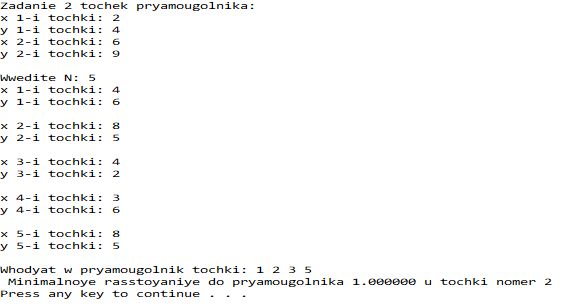 Zadanie 2 tochek pryamougolnika:
x 1-i tochki: 2
y 1-i tochki: 4
x 2-i tochki: 6
y 2-i tochki: 9
Wwedite N: 5
x 1-i tochki: 4
y 1-i tochki: 6
x 2-i tochki: 8
y 2-i tochki: 5
x 3-i tochki: 4
y 3-i tochki: 2
x 4-i tochki: 3
y 4-i tochki: 6
x 5-i tochki: 8
y 5-i tochki: 5
Whodyat w pryamougolnik tochki: 1 2 3 5
Minimalnoye rasstoyaniye do pryamougolnika 1.000000 u tochki nomer 2
Press any key to continue . . .